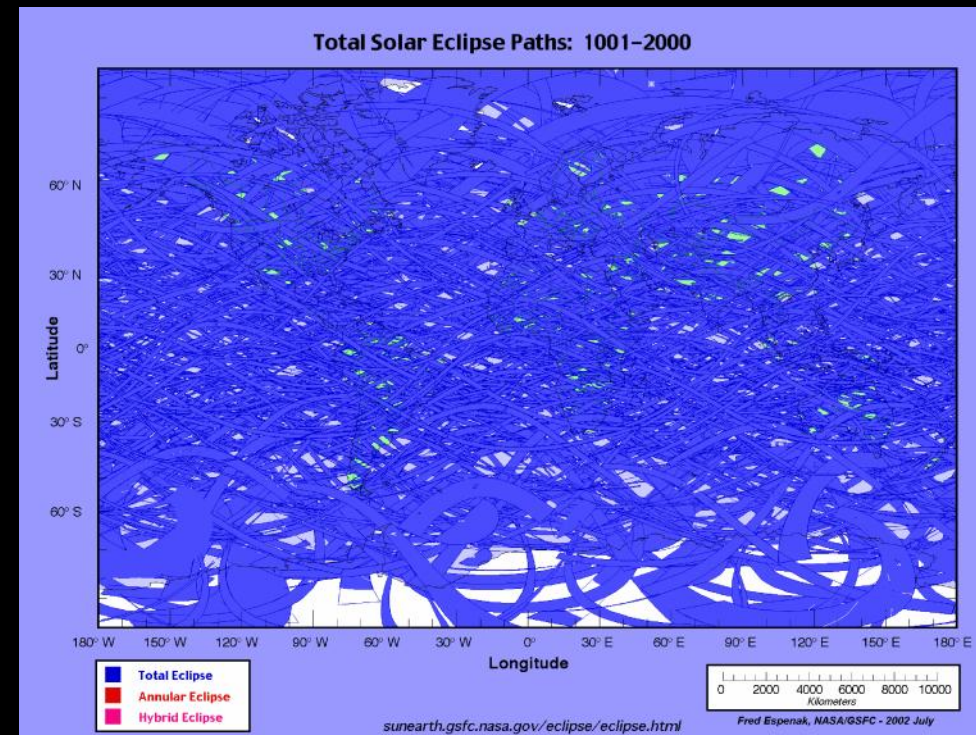 Total Solar Eclipse Paths: 1001–2000
60° N
30° N
0°
30° S
60° S
Latitude
180° W 150° W 120° W 90° W 60° W 30° W 0° 30° E 60° E 90° E 120° E 150° E 180° E
Longitude
Total Eclipse
Annular Eclipse
Hybrid Eclipse
0 2000 4000 6000 8000 10000
Kilometers
sunearth.gsfc.nasa.gov/eclipse/eclipse.html
Fred Espenak, NASA/GSFC - 2002 July